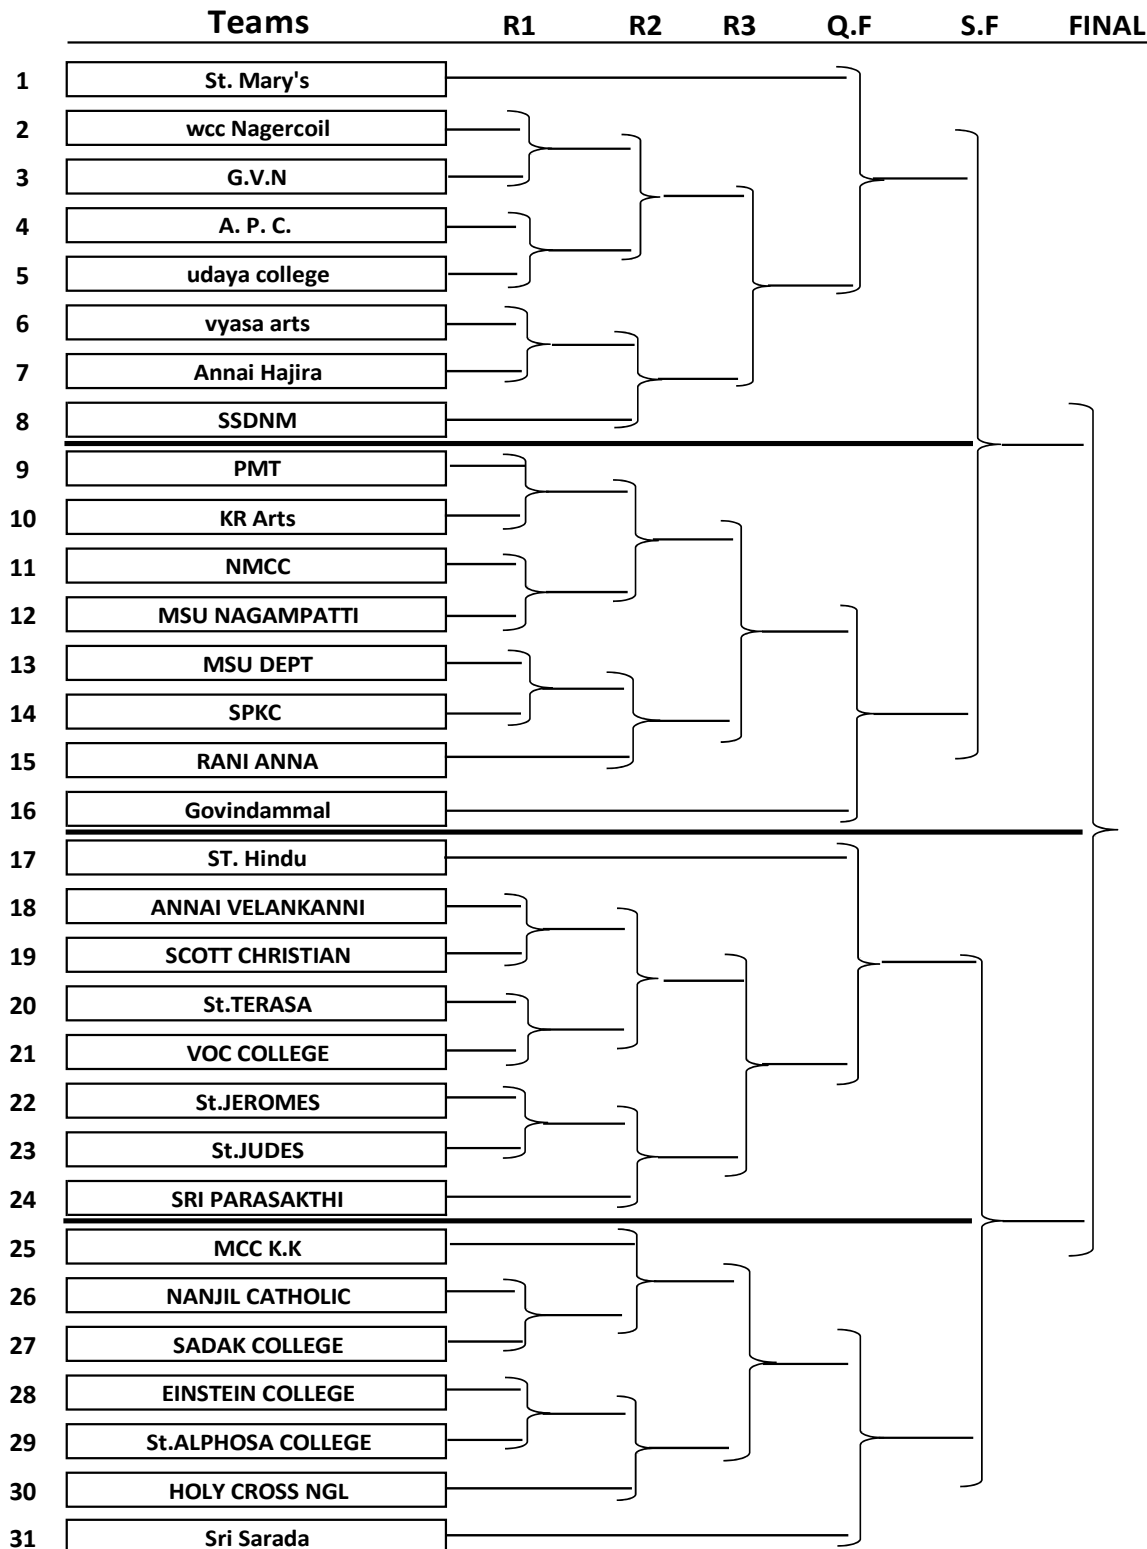 Teams R1 R2 R3 Q.F S.F FINAL
1 St. Mary's
2 wcc Nagercoil
3 G.V.N
4 A. P. C.
5 udaya college
6 vyasa arts
7 Annai Hajira
8 SSDNM
9 PMT
10 KR Arts
11 NMCC
12 MSU NAGAMPATTI
13 MSU DEPT
14 SPKC
15 RANI ANNA
16 Govindammal
17 ST. Hindu
18 ANNAI VELANKANNI
19 SCOTT CHRISTIAN
20 St.TERASA
21 VOC COLLEGE
22 St.JEROMES
23 St.JUDES
24 SRI PARASAKTHI
25 MCC K.K
26 NANJIL CATHOLIC
27 SADAK COLLEGE
28 EINSTEIN COLLEGE
29 St.ALPHOSA COLLEGE
30 HOLY CROSS NGL
31 Sri Sarada